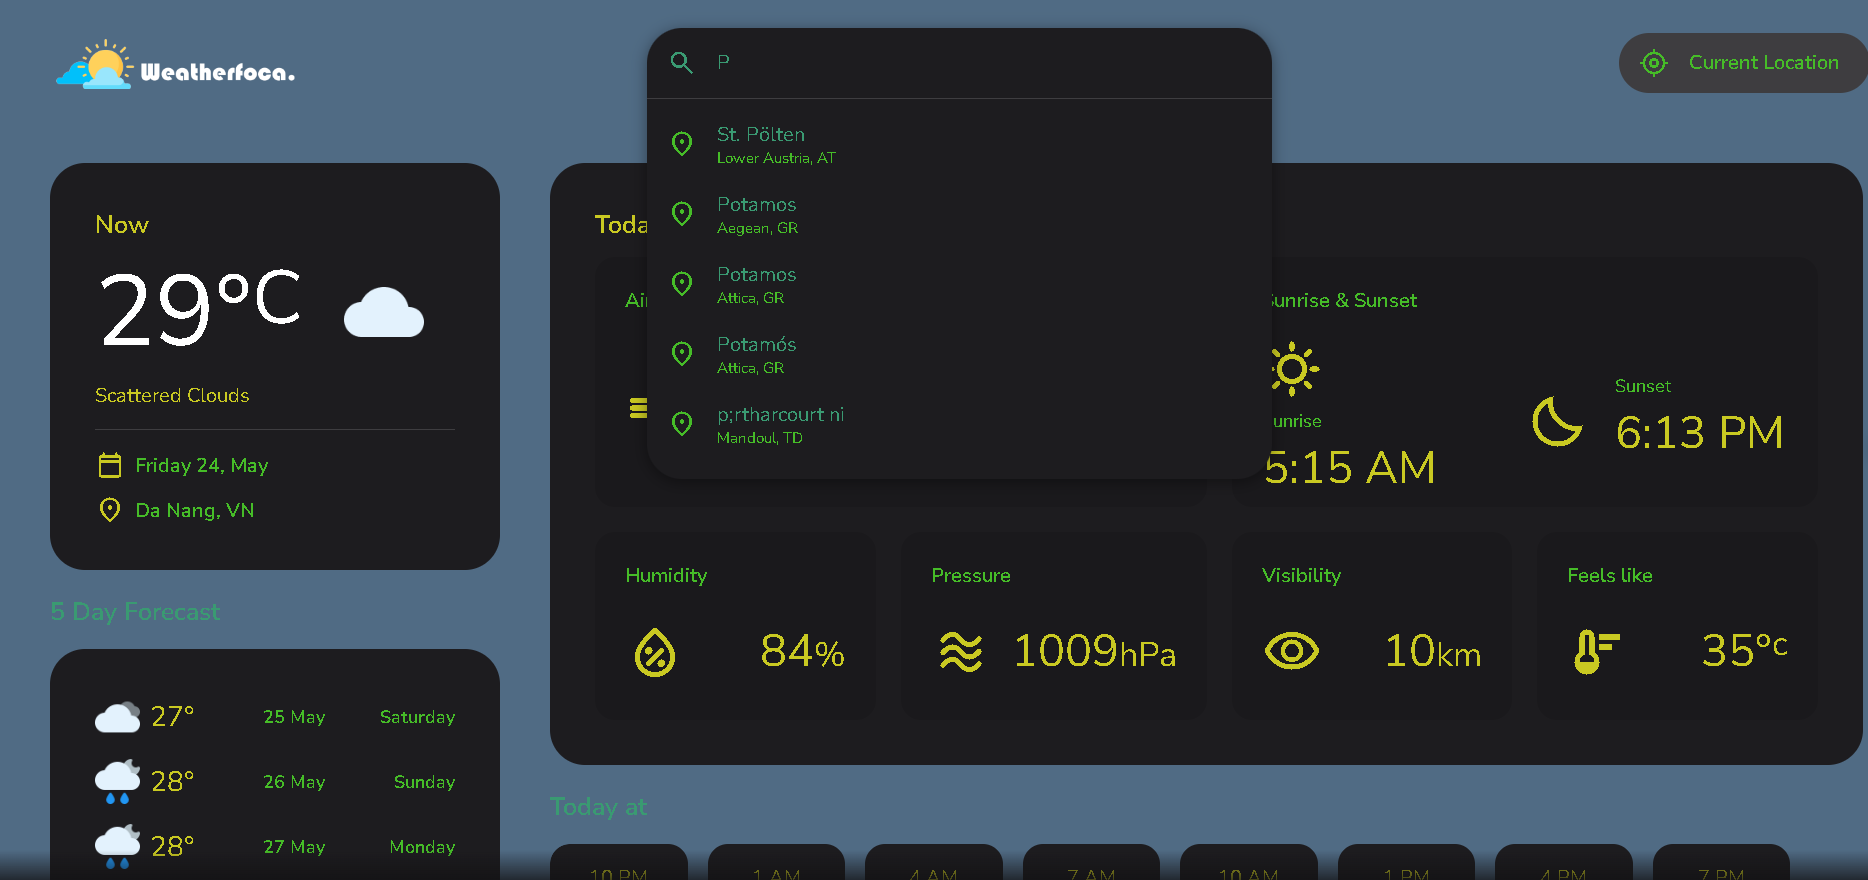 Weatherfoca.
P
Current Location
St. Pölten
Lower Austria, AT
Potamos
Aegean, GR
Potamos
Attica, GR
Potamós
Attica, GR
p;rtharcourt ni
Mandoul, TD
Now
29°C
Scattered Clouds
Friday 24, May
Da Nang, VN
5 Day Forecast
27° 25 May Saturday
28° 26 May Sunday
28° 27 May Monday
Toda
Air
Sunrise & Sunset
Sunrise
5:15 AM
Sunset
6:13 PM
Humidity
84%
Pressure
1009hPa
Visibility
10km
Feels like
35°c
Today at
10 PM 1 AM 4 AM 7 AM 10 AM 1 PM 4 PM 7 PM